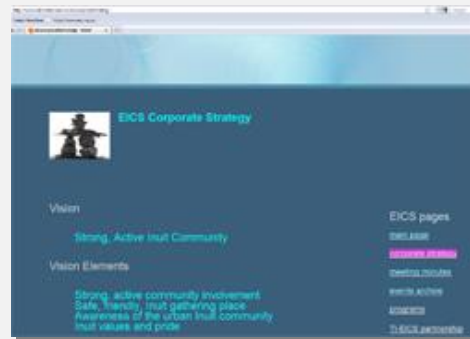 EICS Corporate Strategy
Vision
Strong, Active Inuit Community
Vision Elements
Strong, active community involvement
Safe, friendly, Inuit gathering place
Awareness of the urban Inuit community
Inuit values and pride
EICS pages
main page
corporate strategy
meeting minutes
events archive
programs
TI-EICS partnership